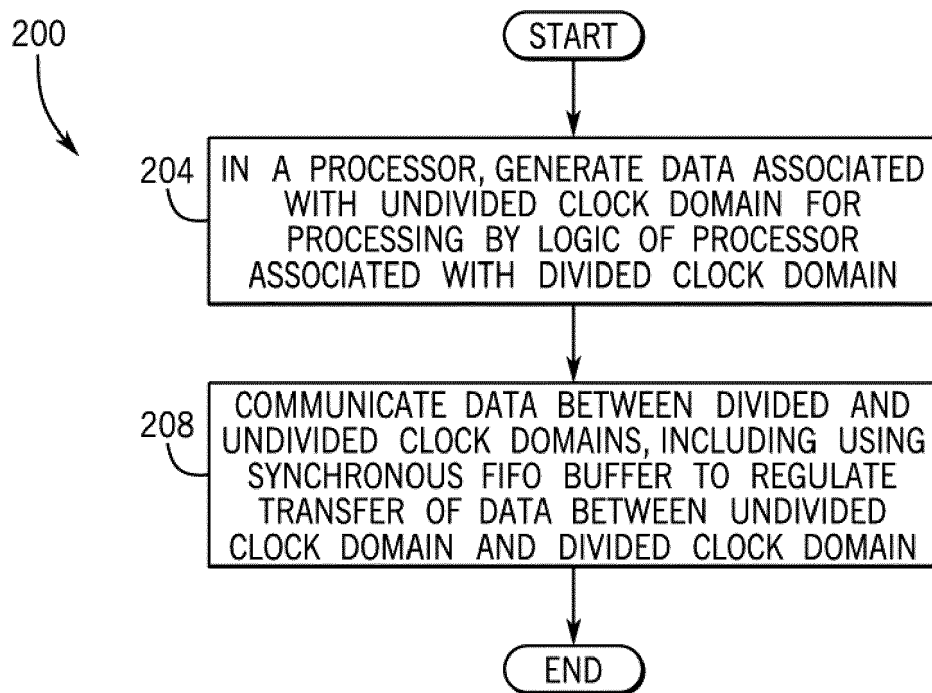 200
START
204
IN A PROCESSOR, GENERATE DATA ASSOCIATED
WITH UNDIVIDED CLOCK DOMAIN FOR
PROCESSING BY LOGIC OF PROCESSOR
ASSOCIATED WITH DIVIDED CLOCK DOMAIN
208
COMMUNICATE DATA BETWEEN DIVIDED AND
UNDIVIDED CLOCK DOMAINS, INCLUDING USING
SYNCHRONOUS FIFO BUFFER TO REGULATE
TRANSFER OF DATA BETWEEN UNDIVIDED
CLOCK DOMAIN AND DIVIDED CLOCK DOMAIN
END